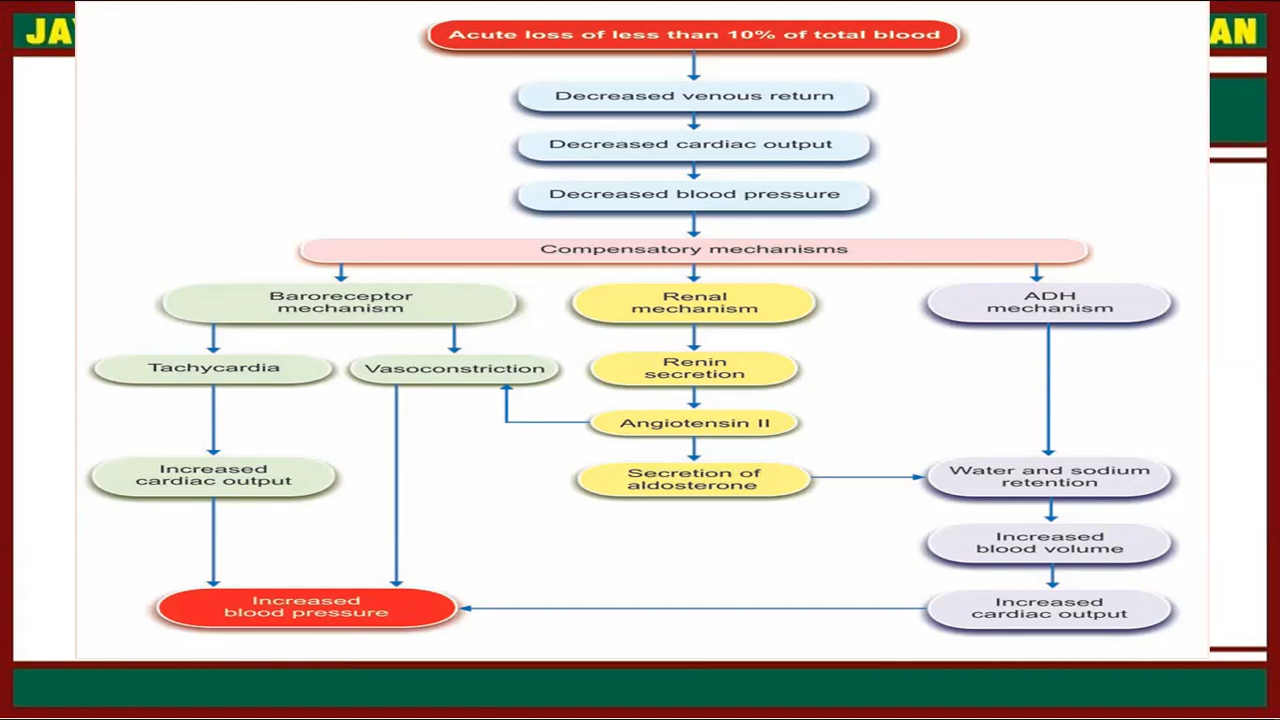 JAY
AN
Acute loss of less than 10% of total blood
Decreased venous return
Decreased cardiac output
Decreased blood pressure
Compensatory mechanisms
Baroreceptor
mechanism
Renal
mechanism
ADH
mechanism
Tachycardia
Vasoconstriction
Renin
secretion
Angiotensin II
Increased
cardiac output
Secretion of
aldosterone
Water and sodium
retention
Increased
blood volume
Increased
blood pressure
Increased
cardiac output